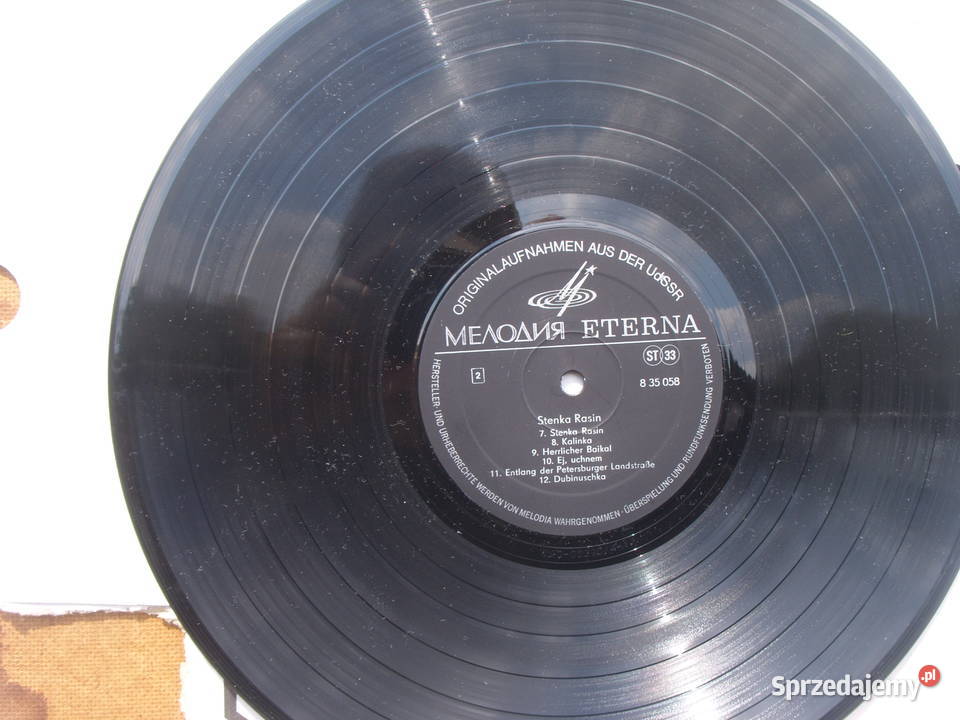 ORIGINALAUFNAHMEN AUS DER UdSSR
МЕЛОДИЯ ETERNA
ST 33
2
8 35 058
Stenka Rasin
7. Stenka Rasin
8. Kalinka
9. Herrlicher Baikal
10. Ej, uchnem
11. Entlang der Petersburger Landstraße
12. Dubinuschka
HERSTELLER- UND URHEBERRECHTE WERDEN VON MELODIA WAHRGENOMMEN · ÜBERSPIELUNG UND RUNDFUNKSENDUNG VERBOTEN
Sprzedajemy.pl